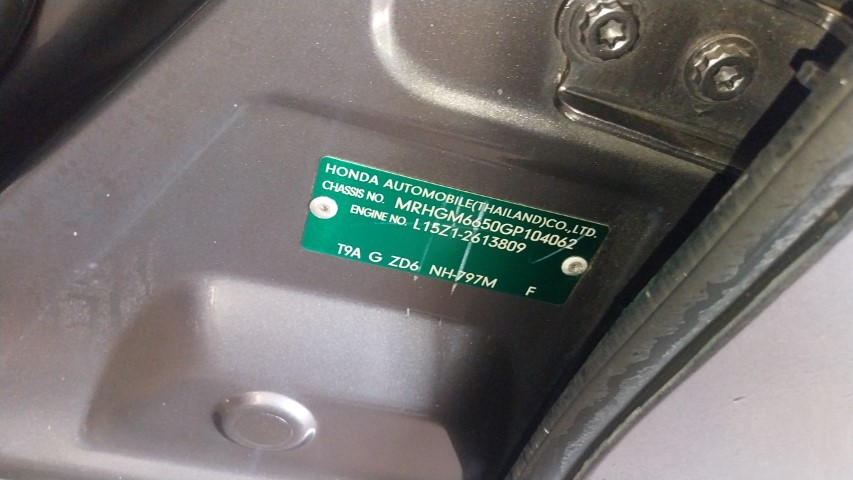 HONDA AUTOMOBILE(THAILAND)CO.,LTD.
CHASSIS NO. MRHGM6650GP104062
ENGINE NO. L15Z1-2613809
T9A G ZD6 NH-797M F